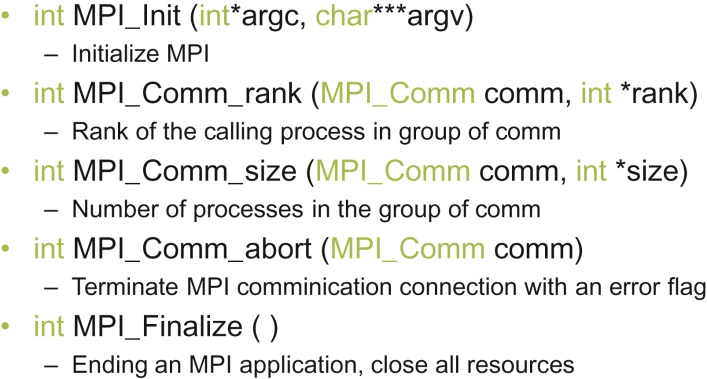 • int MPI_Init (int*argc, char***argv)
– Initialize MPI
• int MPI_Comm_rank (MPI_Comm comm, int *rank)
– Rank of the calling process in group of comm
• int MPI_Comm_size (MPI_Comm comm, int *size)
– Number of processes in the group of comm
• int MPI_Comm_abort (MPI_Comm comm)
– Terminate MPI comminication connection with an error flag
• int MPI_Finalize ( )
– Ending an MPI application, close all resources